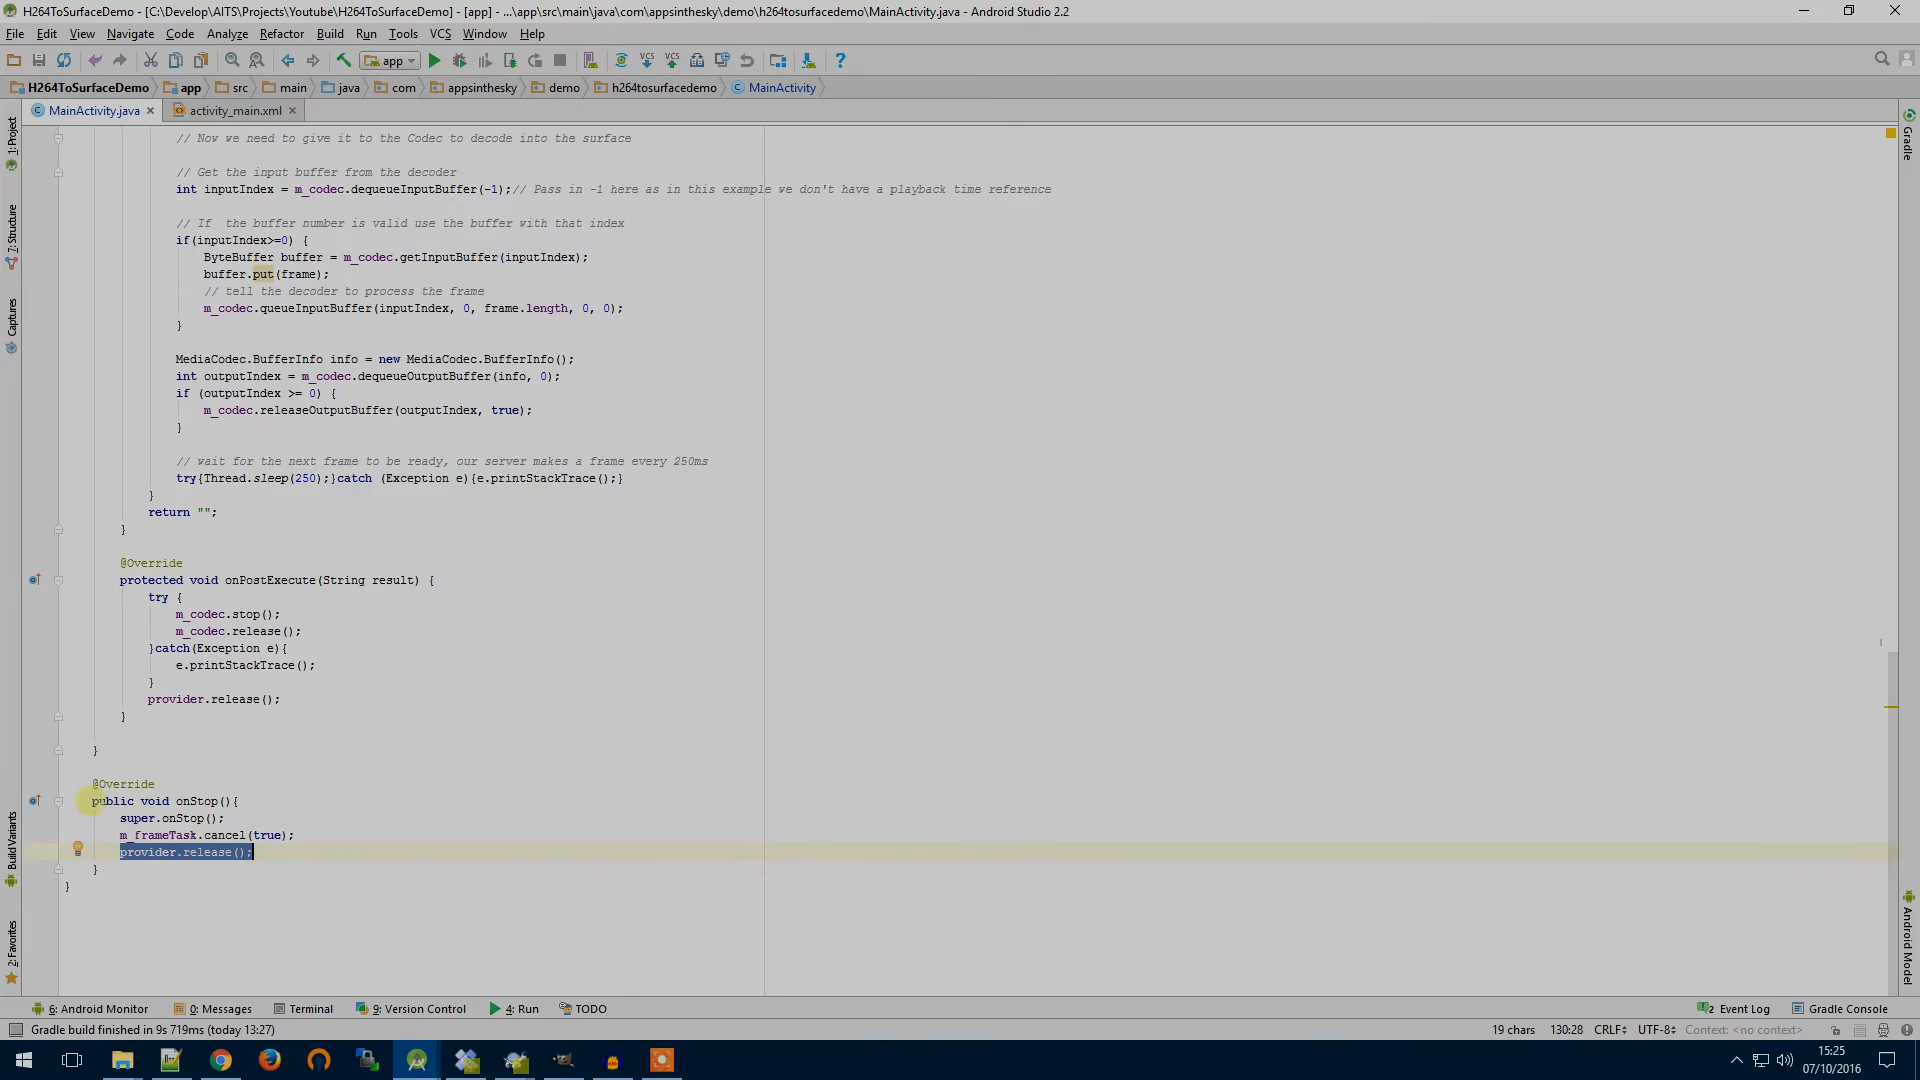 H264ToSurfaceDemo - [C:\Develop\AITS\Projects\Youtube\H264ToSurfaceDemo] - [app] - ...\app\src\main\java\com\appsinthesky\demo\h264tosurfacedemo\MainActivity.java - Android Studio 2.2
File Edit View Navigate Code Analyze Refactor Build Run Tools VCS Window Help
app
H264ToSurfaceDemo app src main java com appsinthesky demo h264tosurfacedemo MainActivity
MainActivity.java activity_main.xml
// Now we need to give it to the Codec to decode into the surface
// Get the input buffer from the decoder
int inputIndex = m_codec.dequeueInputBuffer(-1);// Pass in -1 here as in this example we don't have a playback time reference
// If  the buffer number is valid use the buffer with that index
if(inputIndex>=0) {
ByteBuffer buffer = m_codec.getInputBuffer(inputIndex);
buffer.put(frame);
// tell the decoder to process the frame
m_codec.queueInputBuffer(inputIndex, 0, frame.length, 0, 0);
}
MediaCodec.BufferInfo info = new MediaCodec.BufferInfo();
int outputIndex = m_codec.dequeueOutputBuffer(info, 0);
if (outputIndex >= 0) {
m_codec.releaseOutputBuffer(outputIndex, true);
}
// wait for the next frame to be ready, our server makes a frame every 250ms
try{Thread.sleep(250);}catch (Exception e){e.printStackTrace();}
}
return "";
}
@Override
protected void onPostExecute(String result) {
try {
m_codec.stop();
m_codec.release();
}catch(Exception e){
e.printStackTrace();
}
provider.release();
}
}
@Override
public void onStop(){
super.onStop();
m_frameTask.cancel(true);
provider.release();
}
}
1: Project
7: Structure
Captures
Build Variants
2: Favorites
Gradle
Android Model
6: Android Monitor 0: Messages Terminal 9: Version Control 4: Run TODO 2 Event Log Gradle Console
Gradle build finished in 9s 719ms (today 13:27) 19 chars 130:28 CRLF UTF-8 Context: <no context>
15:25
07/10/2016